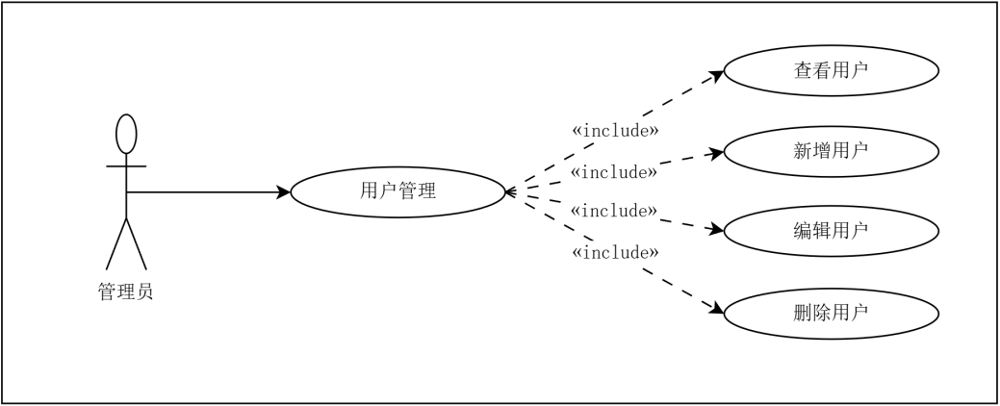 查看用户
«include»
新增用户
«include»
用户管理
«include»
编辑用户
«include»
管理员
删除用户